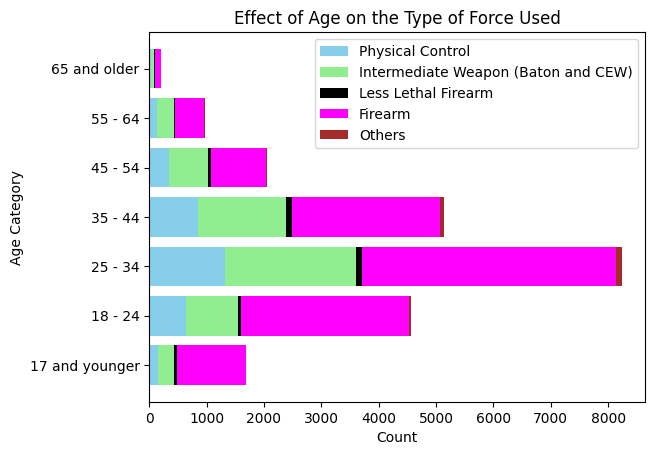 Effect of Age on the Type of Force Used
Physical Control
Intermediate Weapon (Baton and CEW)
Less Lethal Firearm
Firearm
Others
Age Category
65 and older
55 - 64
45 - 54
35 - 44
25 - 34
18 - 24
17 and younger
0 1000 2000 3000 4000 5000 6000 7000 8000
Count